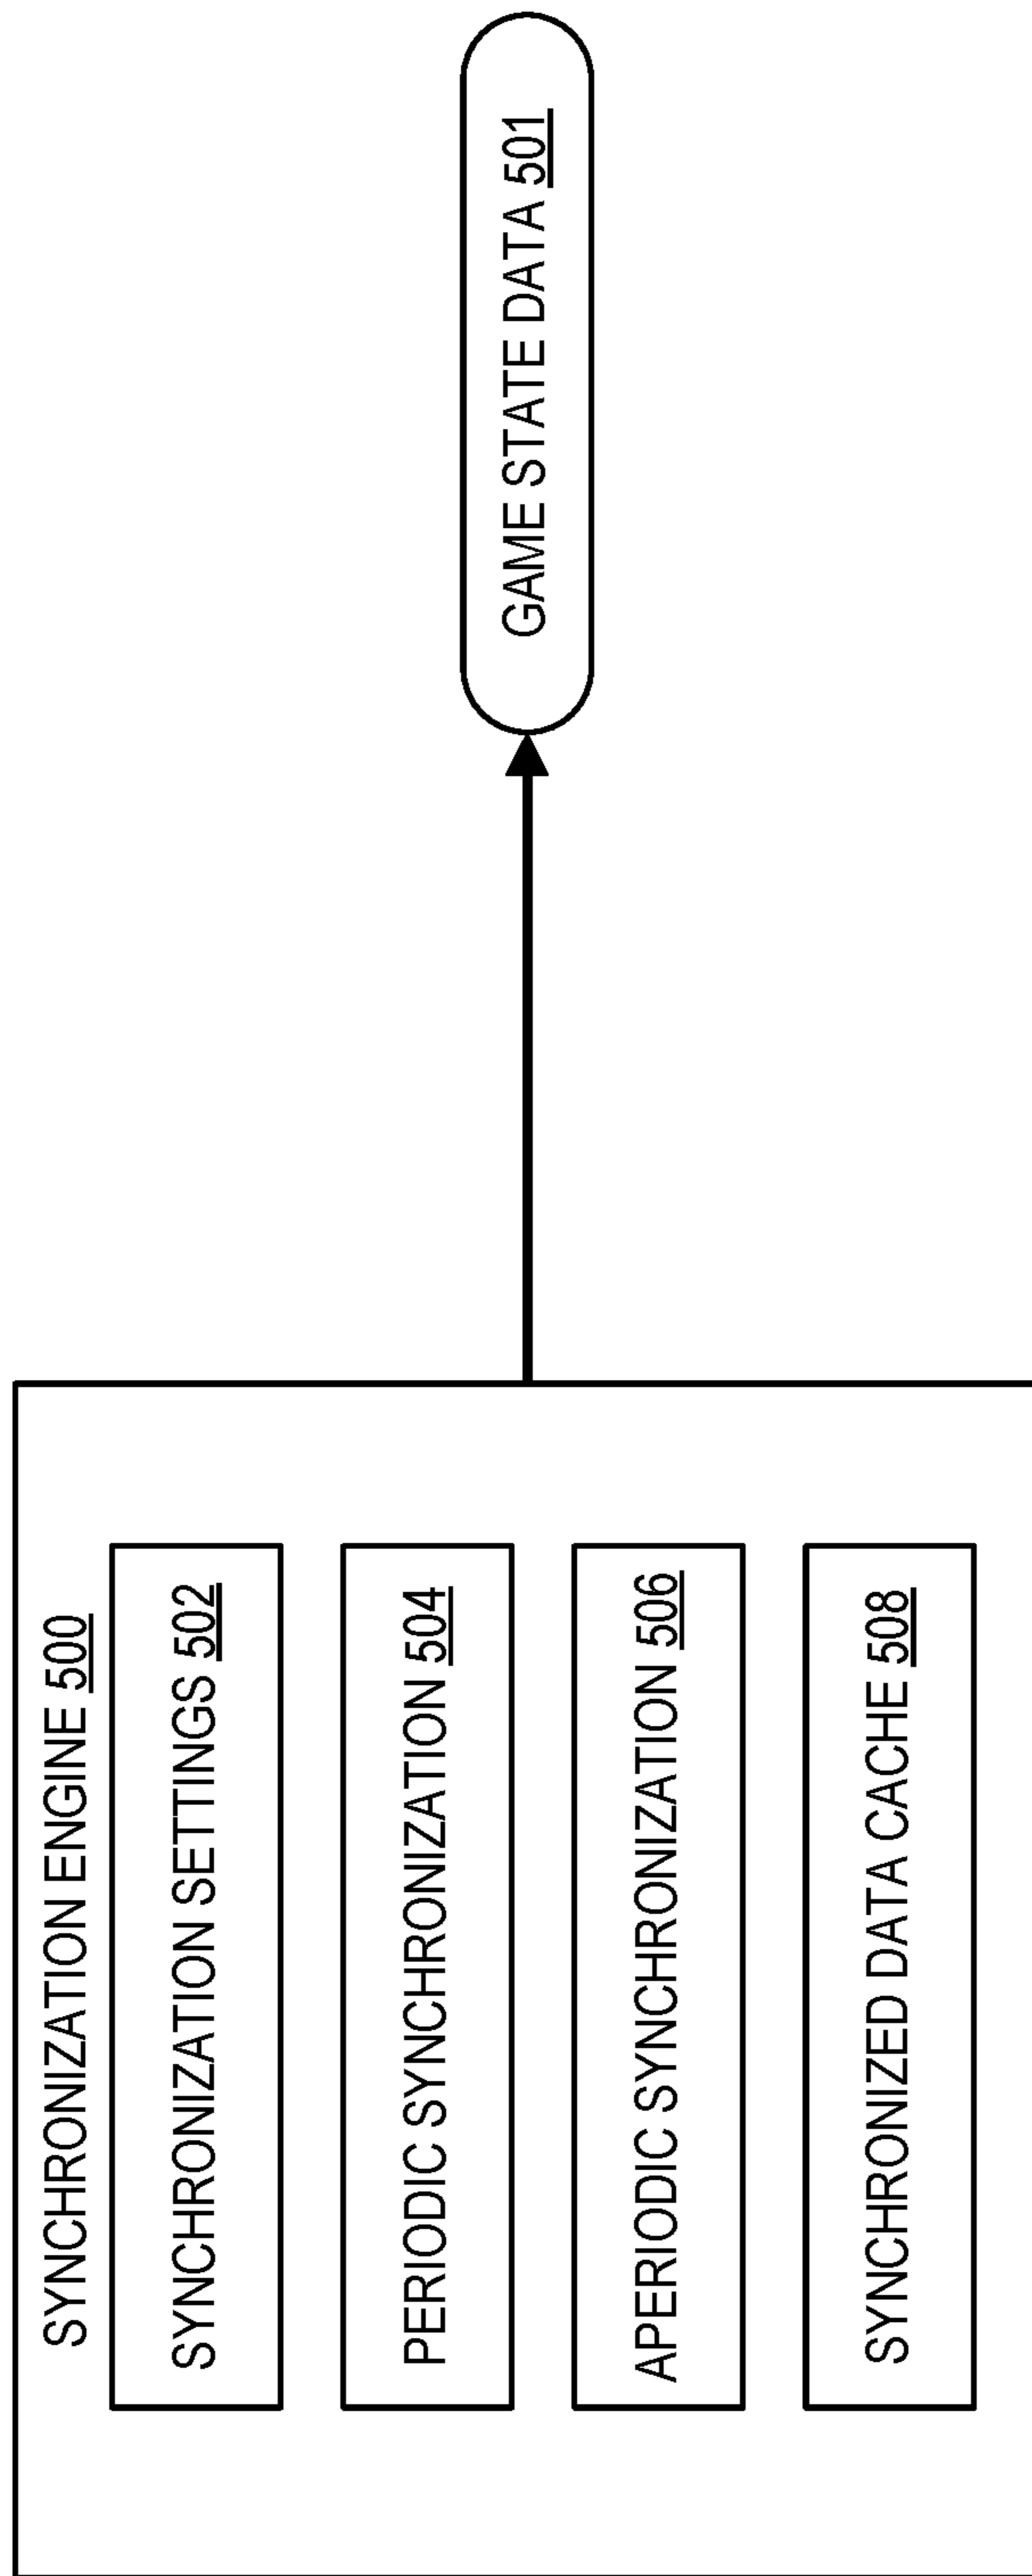 SYNCHRONIZATION ENGINE 500
SYNCHRONIZATION SETTINGS 502
PERIODIC SYNCHRONIZATION 504
APERIODIC SYNCHRONIZATION 506
SYNCHRONIZED DATA CACHE 508
GAME STATE DATA 501